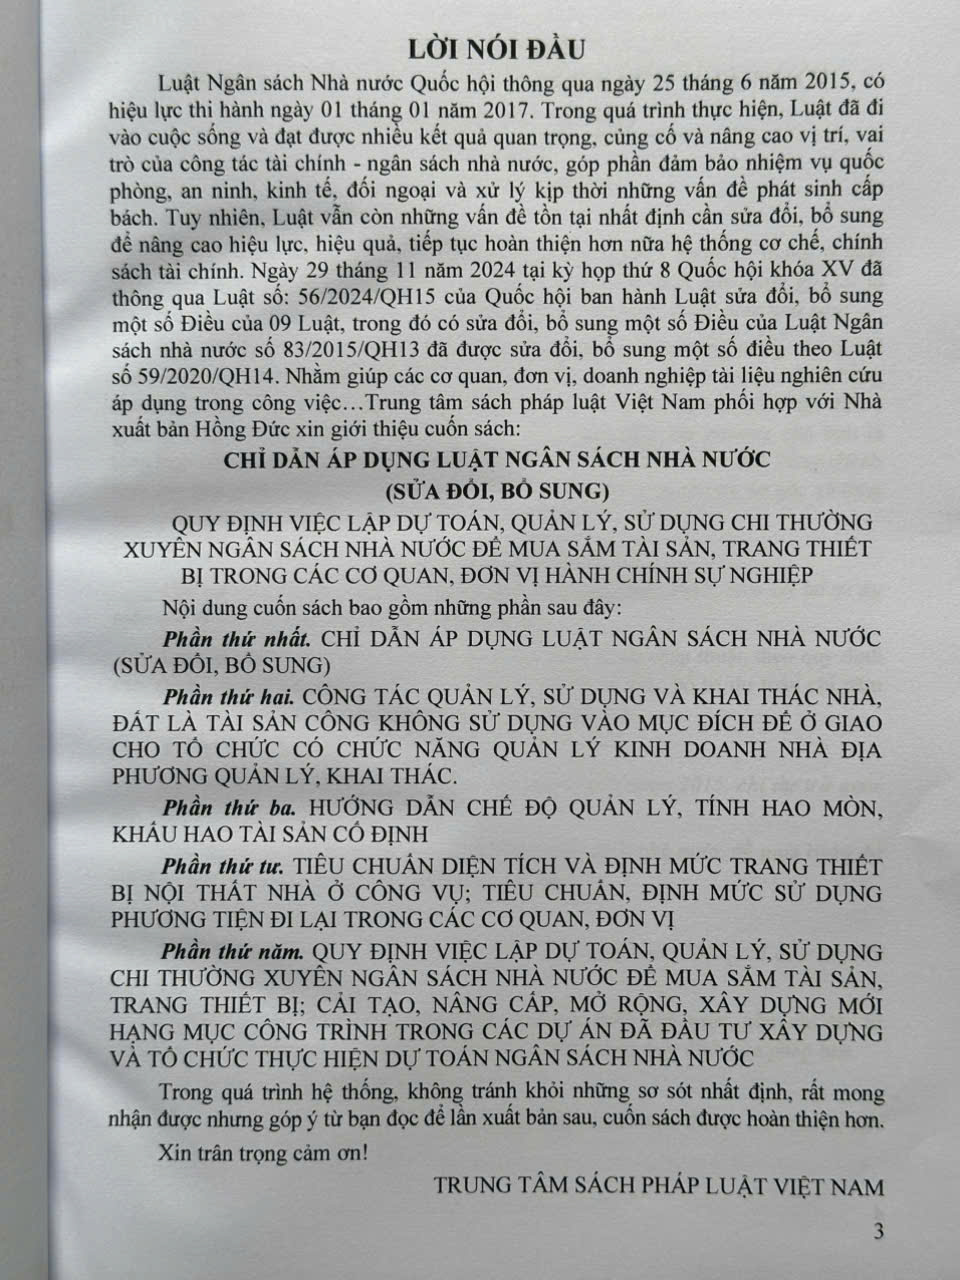 LỜI NÓI ĐẦU
Luật Ngân sách Nhà nước Quốc hội thông qua ngày 25 tháng 6 năm 2015, có
hiệu lực thi hành ngày 01 tháng 01 năm 2017. Trong quá trình thực hiện, Luật đã đi
vào cuộc sống và đạt được nhiều kết quả quan trọng, củng cố và nâng cao vị trí, vai
trò của công tác tài chính - ngân sách nhà nước, góp phần đảm bảo nhiệm vụ quốc
phòng, an ninh, kinh tế, đối ngoại và xử lý kịp thời những vấn đề phát sinh cấp
bách. Tuy nhiên, Luật vẫn còn những vấn đề tồn tại nhất định cần sửa đổi, bổ sung
để nâng cao hiệu lực, hiệu quả, tiếp tục hoàn thiện hơn nữa hệ thống cơ chế, chính
sách tài chính. Ngày 29 tháng 11 năm 2024 tại kỳ họp thứ 8 Quốc hội khóa XV đã
thông qua Luật số: 56/2024/QH15 của Quốc hội ban hành Luật sửa đổi, bổ sung
một số Điều của 09 Luật, trong đó có sửa đổi, bổ sung một số Điều của Luật Ngân
sách nhà nước số 83/2015/QH13 đã được sửa đổi, bổ sung một số điều theo Luật
số 59/2020/QH14. Nhằm giúp các cơ quan, đơn vị, doanh nghiệp tài liệu nghiên cứu
áp dụng trong công việc…Trung tâm sách pháp luật Việt Nam phối hợp với Nhà
xuất bản Hồng Đức xin giới thiệu cuốn sách:
CHỈ DẪN ÁP DỤNG LUẬT NGÂN SÁCH NHÀ NƯỚC
(SỬA ĐỔI, BỔ SUNG)
QUY ĐỊNH VIỆC LẬP DỰ TOÁN, QUẢN LÝ, SỬ DỤNG CHI THƯỜNG
XUYÊN NGÂN SÁCH NHÀ NƯỚC ĐỂ MUA SẮM TÀI SẢN, TRANG THIẾT
BỊ TRONG CÁC CƠ QUAN, ĐƠN VỊ HÀNH CHÍNH SỰ NGHIỆP
Nội dung cuốn sách bao gồm những phần sau đây:
Phần thứ nhất. CHỈ DẪN ÁP DỤNG LUẬT NGÂN SÁCH NHÀ NƯỚC
(SỬA ĐỔI, BỔ SUNG)
Phần thứ hai. CÔNG TÁC QUẢN LÝ, SỬ DỤNG VÀ KHAI THÁC NHÀ,
ĐẤT LÀ TÀI SẢN CÔNG KHÔNG SỬ DỤNG VÀO MỤC ĐÍCH ĐỂ Ở GIAO
CHO TỔ CHỨC CÓ CHỨC NĂNG QUẢN LÝ KINH DOANH NHÀ ĐỊA
PHƯƠNG QUẢN LÝ, KHAI THÁC.
Phần thứ ba. HƯỚNG DẪN CHẾ ĐỘ QUẢN LÝ, TÍNH HAO MÒN,
KHẤU HAO TÀI SẢN CỐ ĐỊNH
Phần thứ tư. TIÊU CHUẨN DIỆN TÍCH VÀ ĐỊNH MỨC TRANG THIẾT
BỊ NỘI THẤT NHÀ Ở CÔNG VỤ; TIÊU CHUẨN, ĐỊNH MỨC SỬ DỤNG
PHƯƠNG TIỆN ĐI LẠI TRONG CÁC CƠ QUAN, ĐƠN VỊ
Phần thứ năm. QUY ĐỊNH VIỆC LẬP DỰ TOÁN, QUẢN LÝ, SỬ DỤNG
CHI THƯỜNG XUYÊN NGÂN SÁCH NHÀ NƯỚC ĐỂ MUA SẮM TÀI SẢN,
TRANG THIẾT BỊ; CẢI TẠO, NÂNG CẤP, MỞ RỘNG, XÂY DỰNG MỚI
HẠNG MỤC CÔNG TRÌNH TRONG CÁC DỰ ÁN ĐÃ ĐẦU TƯ XÂY DỰNG
VÀ TỔ CHỨC THỰC HIỆN DỰ TOÁN NGÂN SÁCH NHÀ NƯỚC
Trong quá trình hệ thống, không tránh khỏi những sơ sót nhất định, rất mong
nhận được nhưng góp ý từ bạn đọc để lần xuất bản sau, cuốn sách được hoàn thiện hơn.
Xin trân trọng cảm ơn!
TRUNG TÂM SÁCH PHÁP LUẬT VIỆT NAM
3